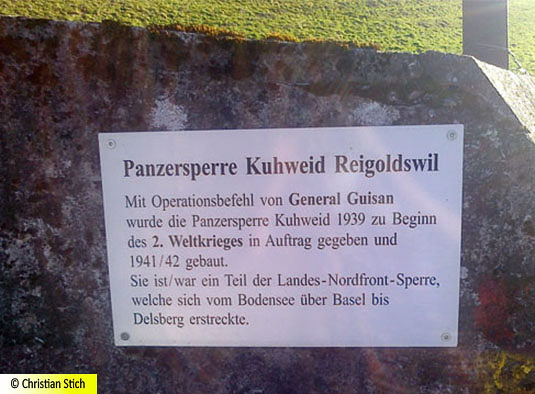 Panzersperre Kuhweid Reigoldswil
Mit Operationsbefehl von General Guisan
wurde die Panzersperre Kuhweid 1939 zu Beginn
des 2. Weltkrieges in Auftrag gegeben und
1941/42 gebaut.
Sie ist/war ein Teil der Landes-Nordfront-Sperre,
welche sich vom Bodensee über Basel bis
Delsberg erstreckte.
© Christian Stich